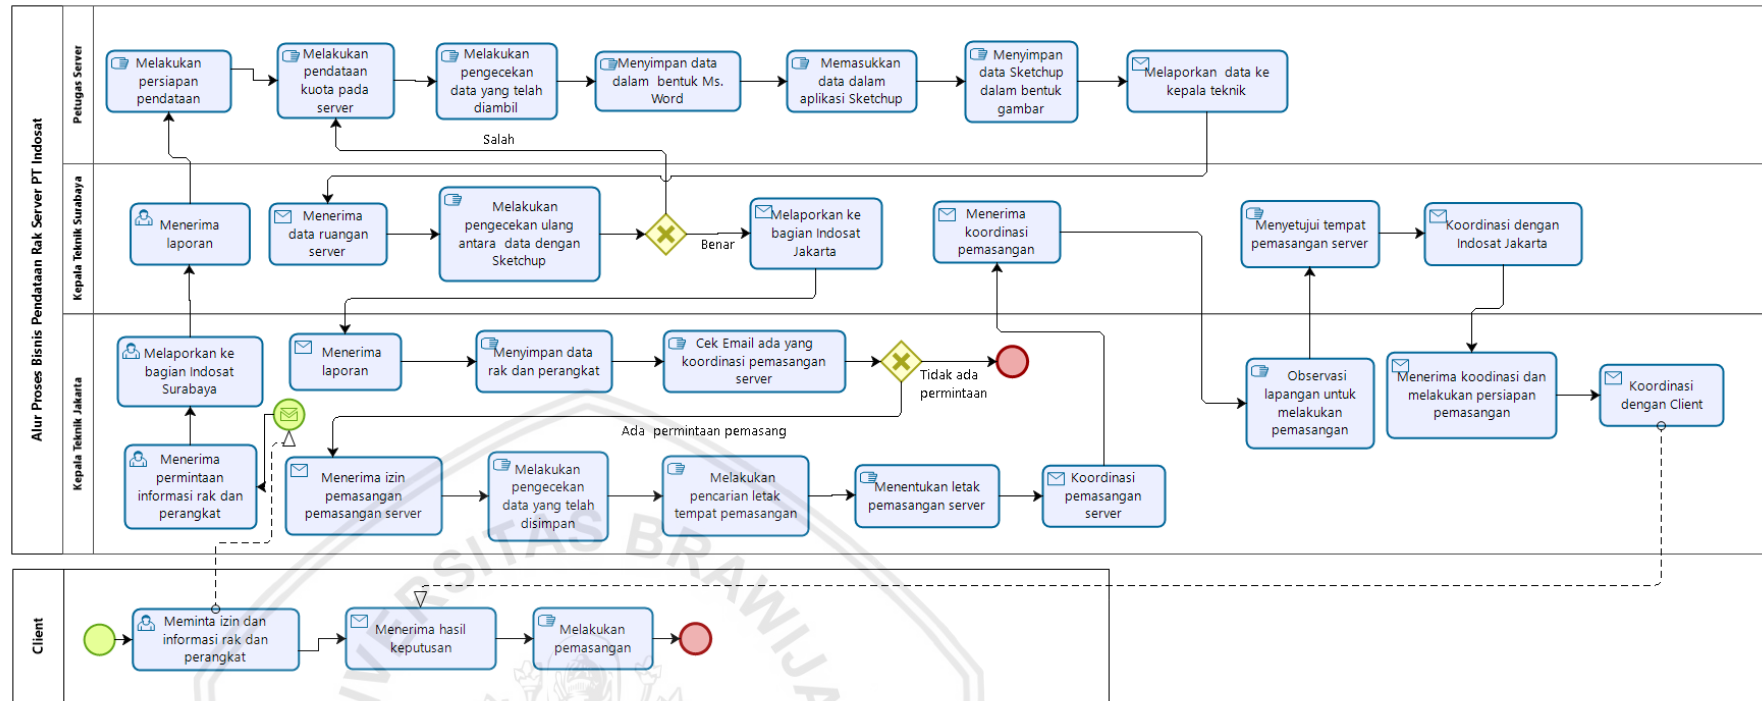 Alur Proses Bisnis Pendataan Rak Server PT Indosat
Petugas Server
Melakukan
persiapan
pendataan
Melakukan
pendataan
kuota pada
server
Melakukan
pengecekan
data yang telah
diambil
Menyimpan data
dalam bentuk Ms.
Word
Memasukkan
data dalam
aplikasi Sketchup
Menyimpan
data Sketchup
dalam bentuk
gambar
Melaporkan data ke
kepala teknik
Salah
Kepala Teknik Surabaya
Menerima
laporan
Menerima
data ruangan
server
Melakukan
pengecekan ulang
antara data dengan
Sketchup
Benar
Melaporkan ke
bagian Indosat
Jakarta
Menerima
koordinasi
pemasangan
Menyetujui tempat
pemasangan server
Koordinasi dengan
Indosat Jakarta
Kepala Teknik Jakarta
Melaporkan ke
bagian Indosat
Surabaya
Menerima
laporan
Menyimpan data
rak dan perangkat
Cek Email ada yang
koordinasi pemasangan
server
Tidak ada
permintaan
Observasi
lapangan untuk
melakukan
pemasangan
Menerima koodinasi dan
melakukan persiapan
pemasangan
Koordinasi
dengan Client
Ada permintaan pemasang
Menerima
permintaan
informasi rak dan
perangkat
Menerima izin
pemasangan
pemasangan server
Melakukan
pengecekan
data yang telah
disimpan
Melakukan
pencarian letak
tempat pemasangan
Menentukan letak
pemasangan server
Koordinasi
pemasangan
server
UNIVERSITAS BRAWIJA
Client
Meminta izin dan
informasi rak dan
perangkat
Menerima hasil
keputusan
Melakukan
pemasangan